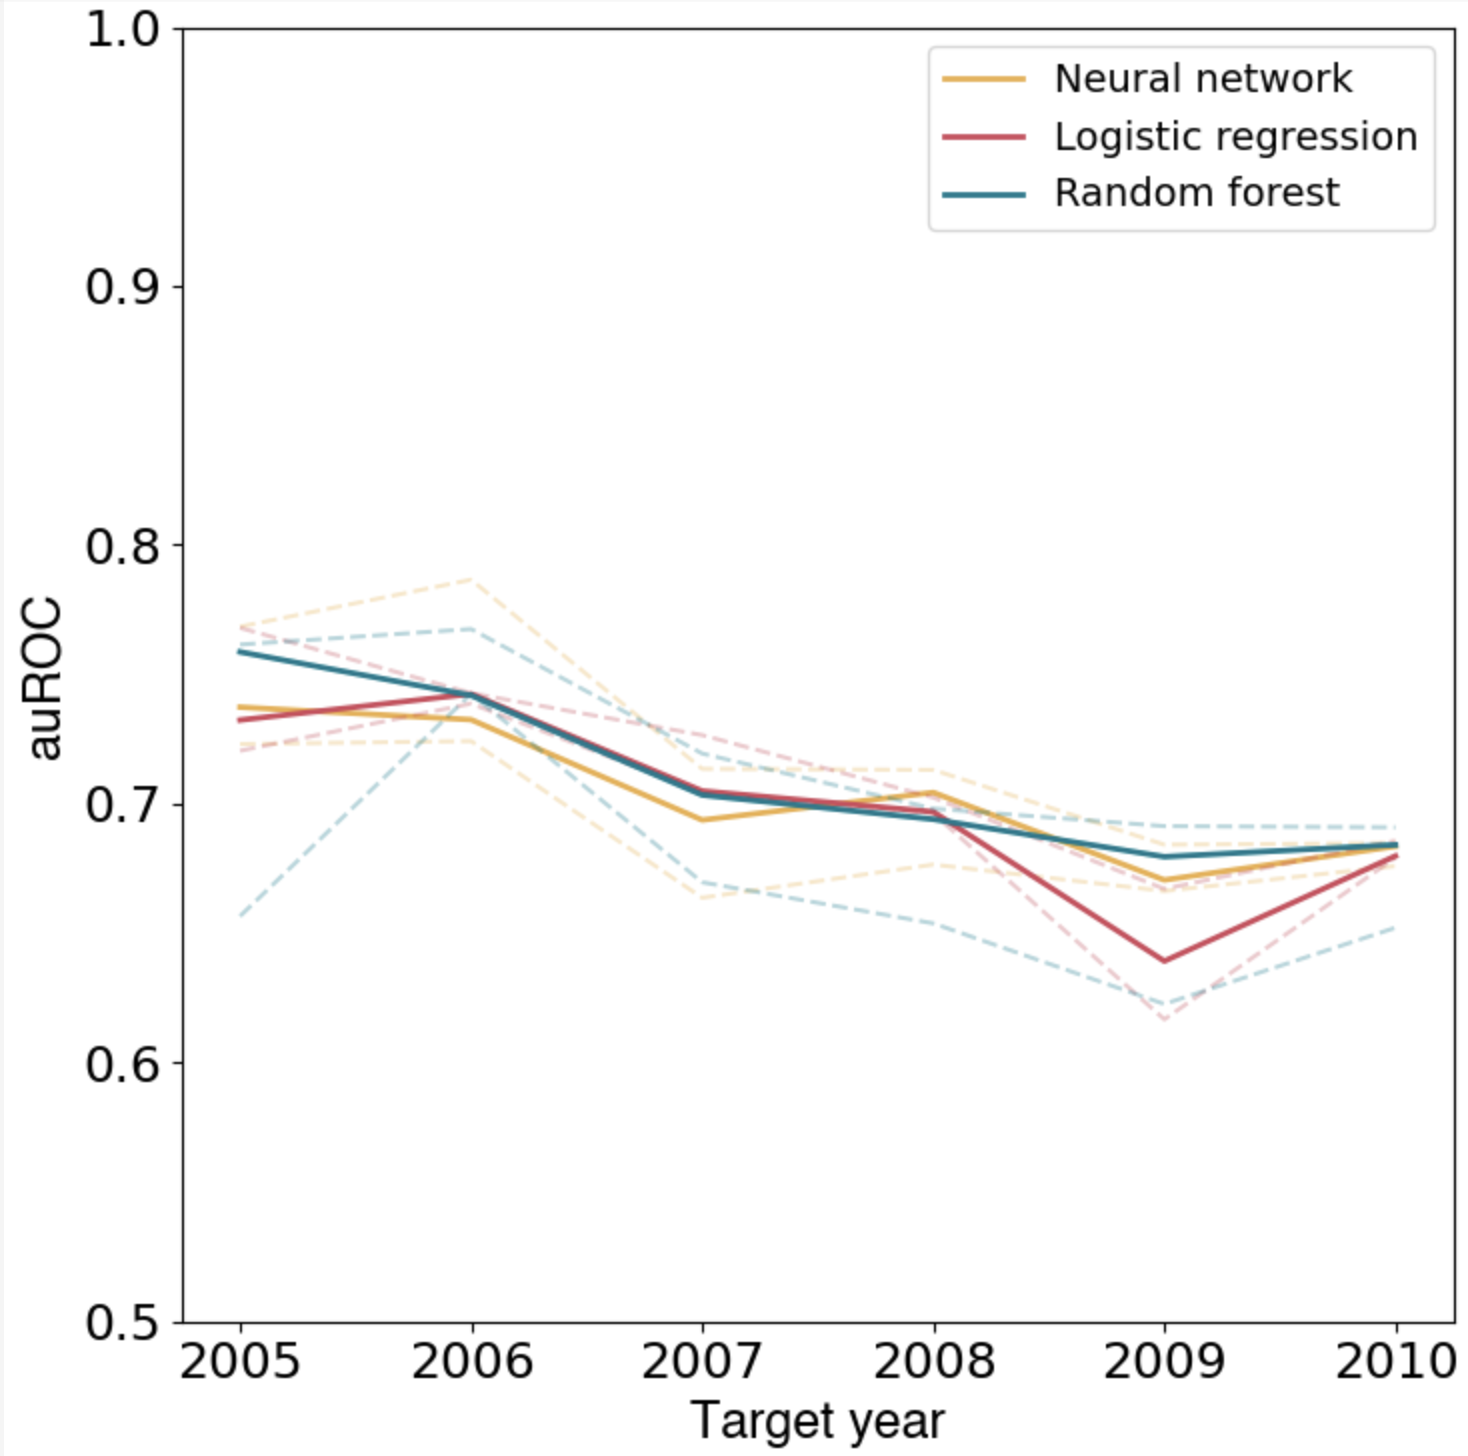 1.0
Neural network
Logistic regression
Random forest
0.9
0.8
auROC
0.7
0.6
0.5
2005 2006 2007 2008 2009 2010
Target year